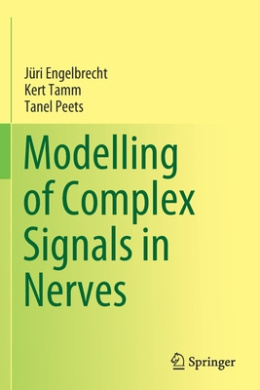 Jüri Engelbrecht
Kert Tamm
Tanel Peets
Modelling
of Complex
Signals in
Nerves
Springer